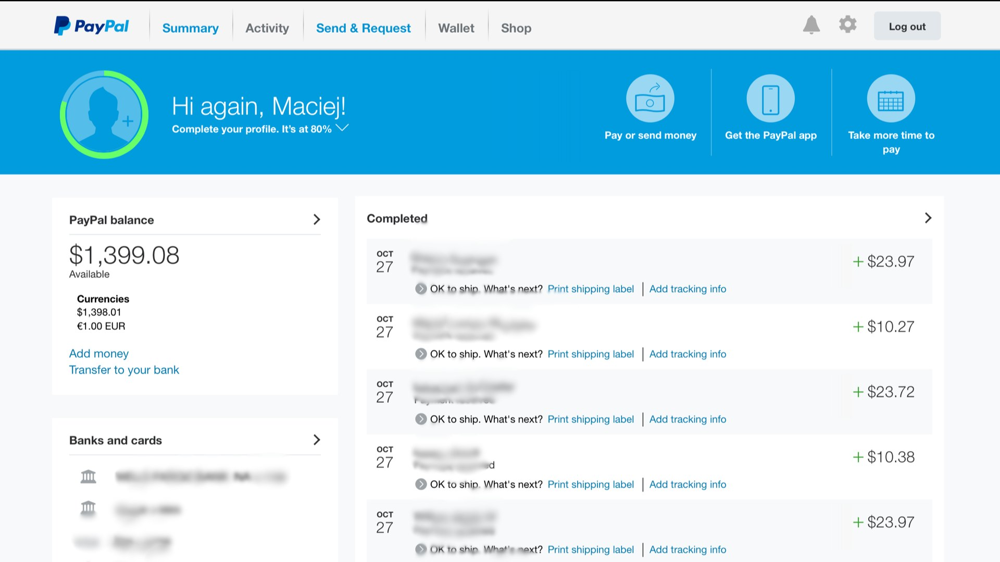 PayPal
Summary
Activity
Send & Request
Wallet
Shop
Log out
Hi again, Maciej!
Complete your profile. It's at 80%
Pay or send money
Get the PayPal app
Take more time to
pay
PayPal balance
$1,399.08
Available
Currencies
$1,398.01
€1.00 EUR
Add money
Transfer to your bank
Banks and cards
Completed
OCT
27
+ $23.97
OK to ship. What's next? Print shipping label | Add tracking info
OCT
27
+ $10.27
OK to ship. What's next? Print shipping label | Add tracking info
OCT
27
+ $23.72
OK to ship. What's next? Print shipping label | Add tracking info
OCT
27
+ $10.38
OK to ship. What's next? Print shipping label | Add tracking info
OCT
27
+ $23.97
OK to ship. What's next? Print shipping label | Add tracking info